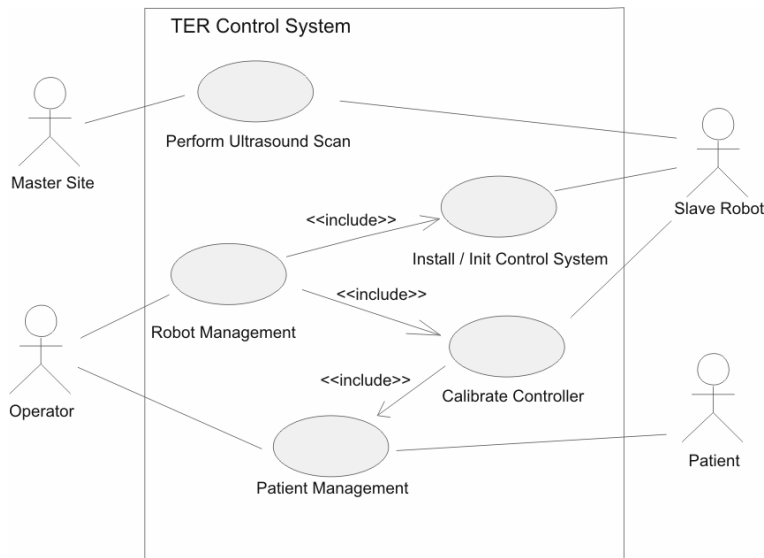 TER Control System
Perform Ultrasound Scan
Master Site
Slave Robot
<<include>>
Install / Init Control System
<<include>>
Robot Management
<<include>>
Calibrate Controller
Operator
Patient Management
Patient